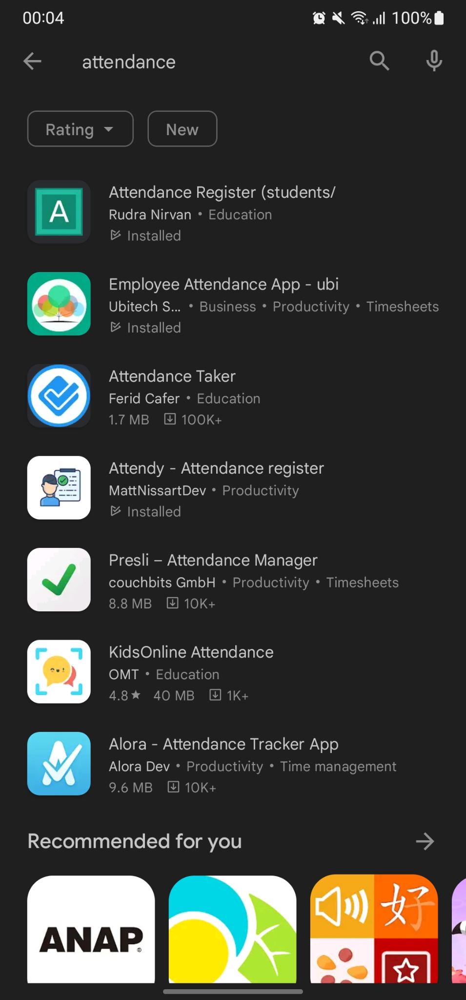 00:04
100%
attendance
Rating
New
Attendance Register (students/
Rudra Nirvan • Education
Installed
Employee Attendance App - ubi
Ubitech S... • Business • Productivity • Timesheets
Installed
Attendance Taker
Ferid Cafer • Education
1.7 MB 100K+
Attendy - Attendance register
MattNissartDev • Productivity
Installed
Presli – Attendance Manager
couchbits GmbH • Productivity • Timesheets
8.8 MB 10K+
KidsOnline Attendance
OMT • Education
4.8★ 40 MB 1K+
Alora - Attendance Tracker App
Alora Dev • Productivity • Time management
9.6 MB 10K+
Recommended for you
ANAP®
好